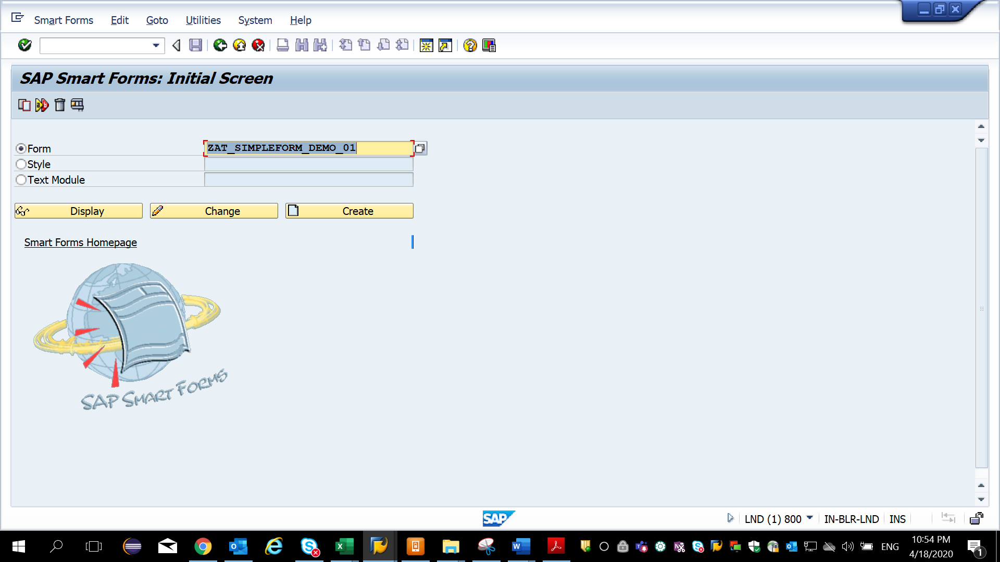 Smart Forms Edit Goto Utilities System Help
SAP Smart Forms: Initial Screen
Form ZAT_SIMPLEFORM_DEMO_01
Style
Text Module
Display Change Create
Smart Forms Homepage
SAP SMART FORMS
SAP LND (1) 800 IN-BLR-LND INS
ENG 10:54 PM
4/18/2020 1